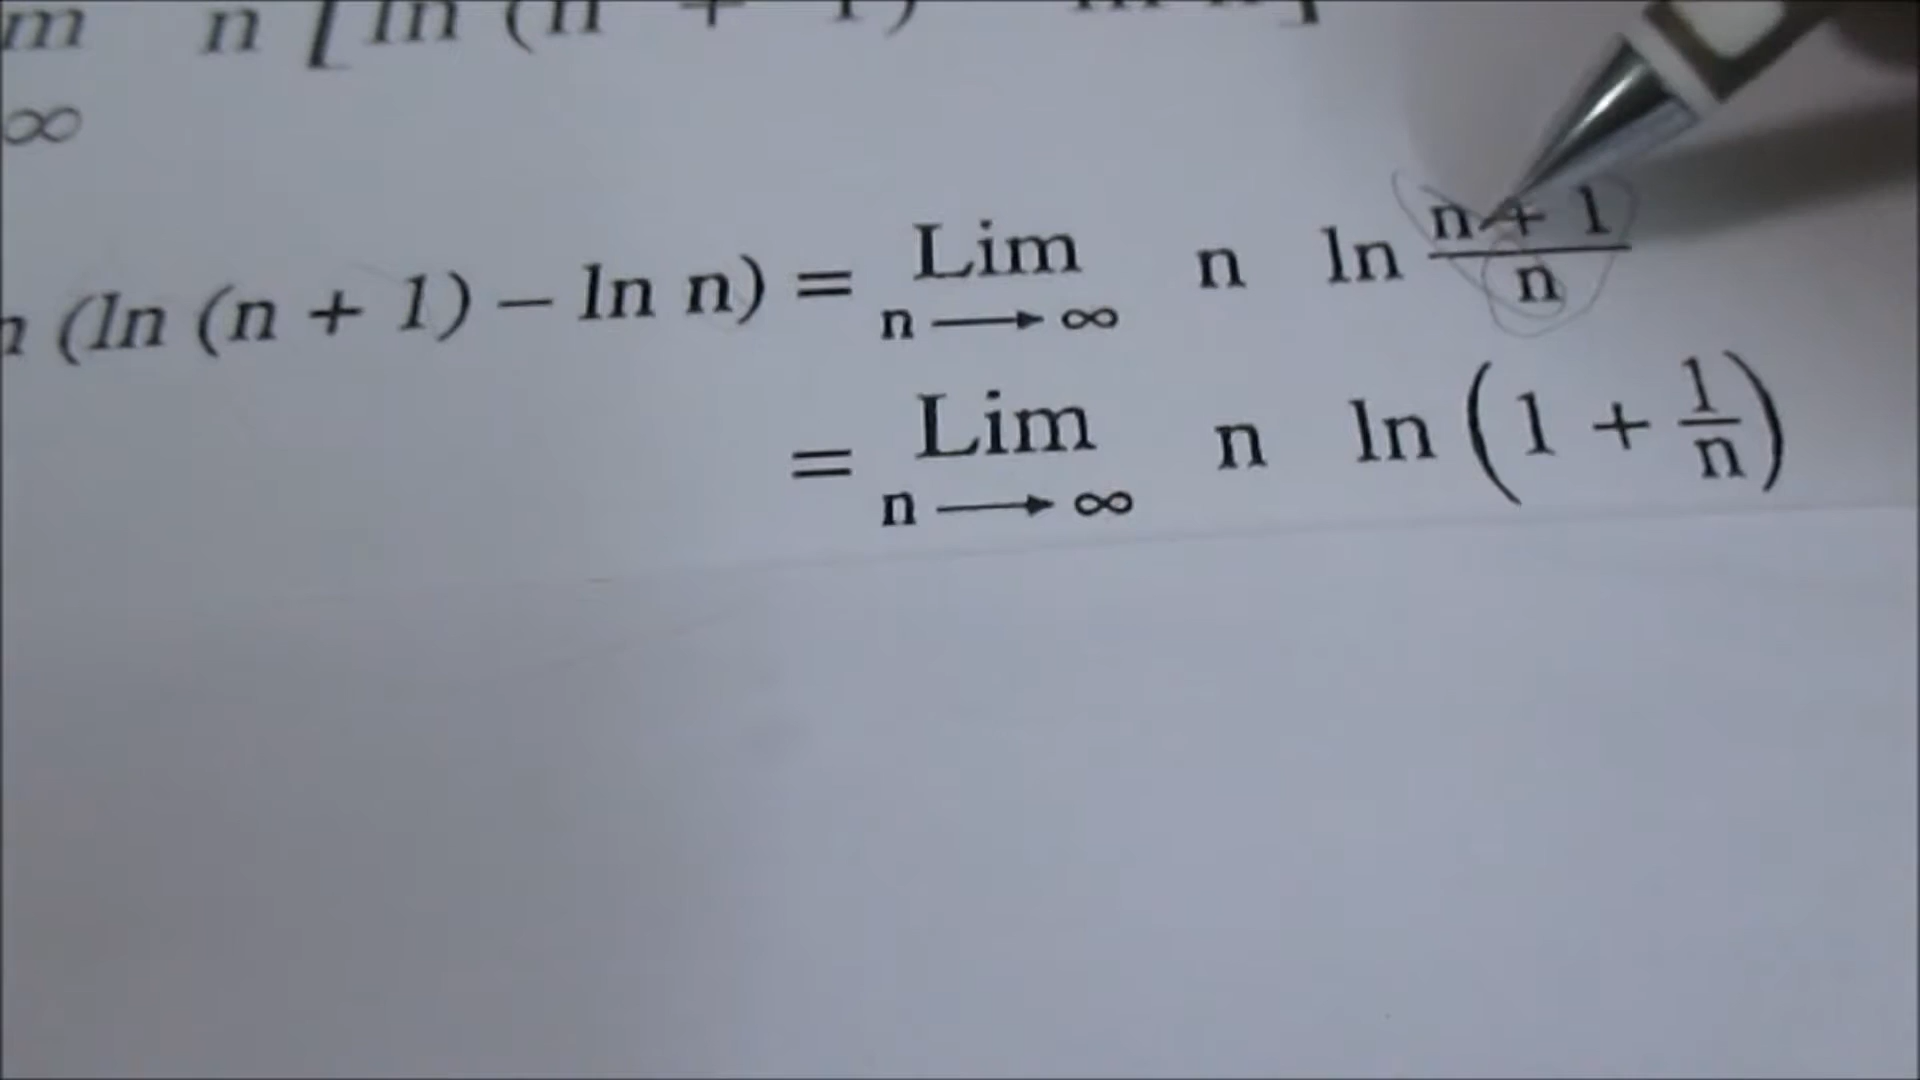 m n [ln (n + 1)
∞
n (ln (n + 1) – ln n) = Lim n ln (n + 1)/n
n → ∞
= Lim n ln (1 + 1/n)
n → ∞